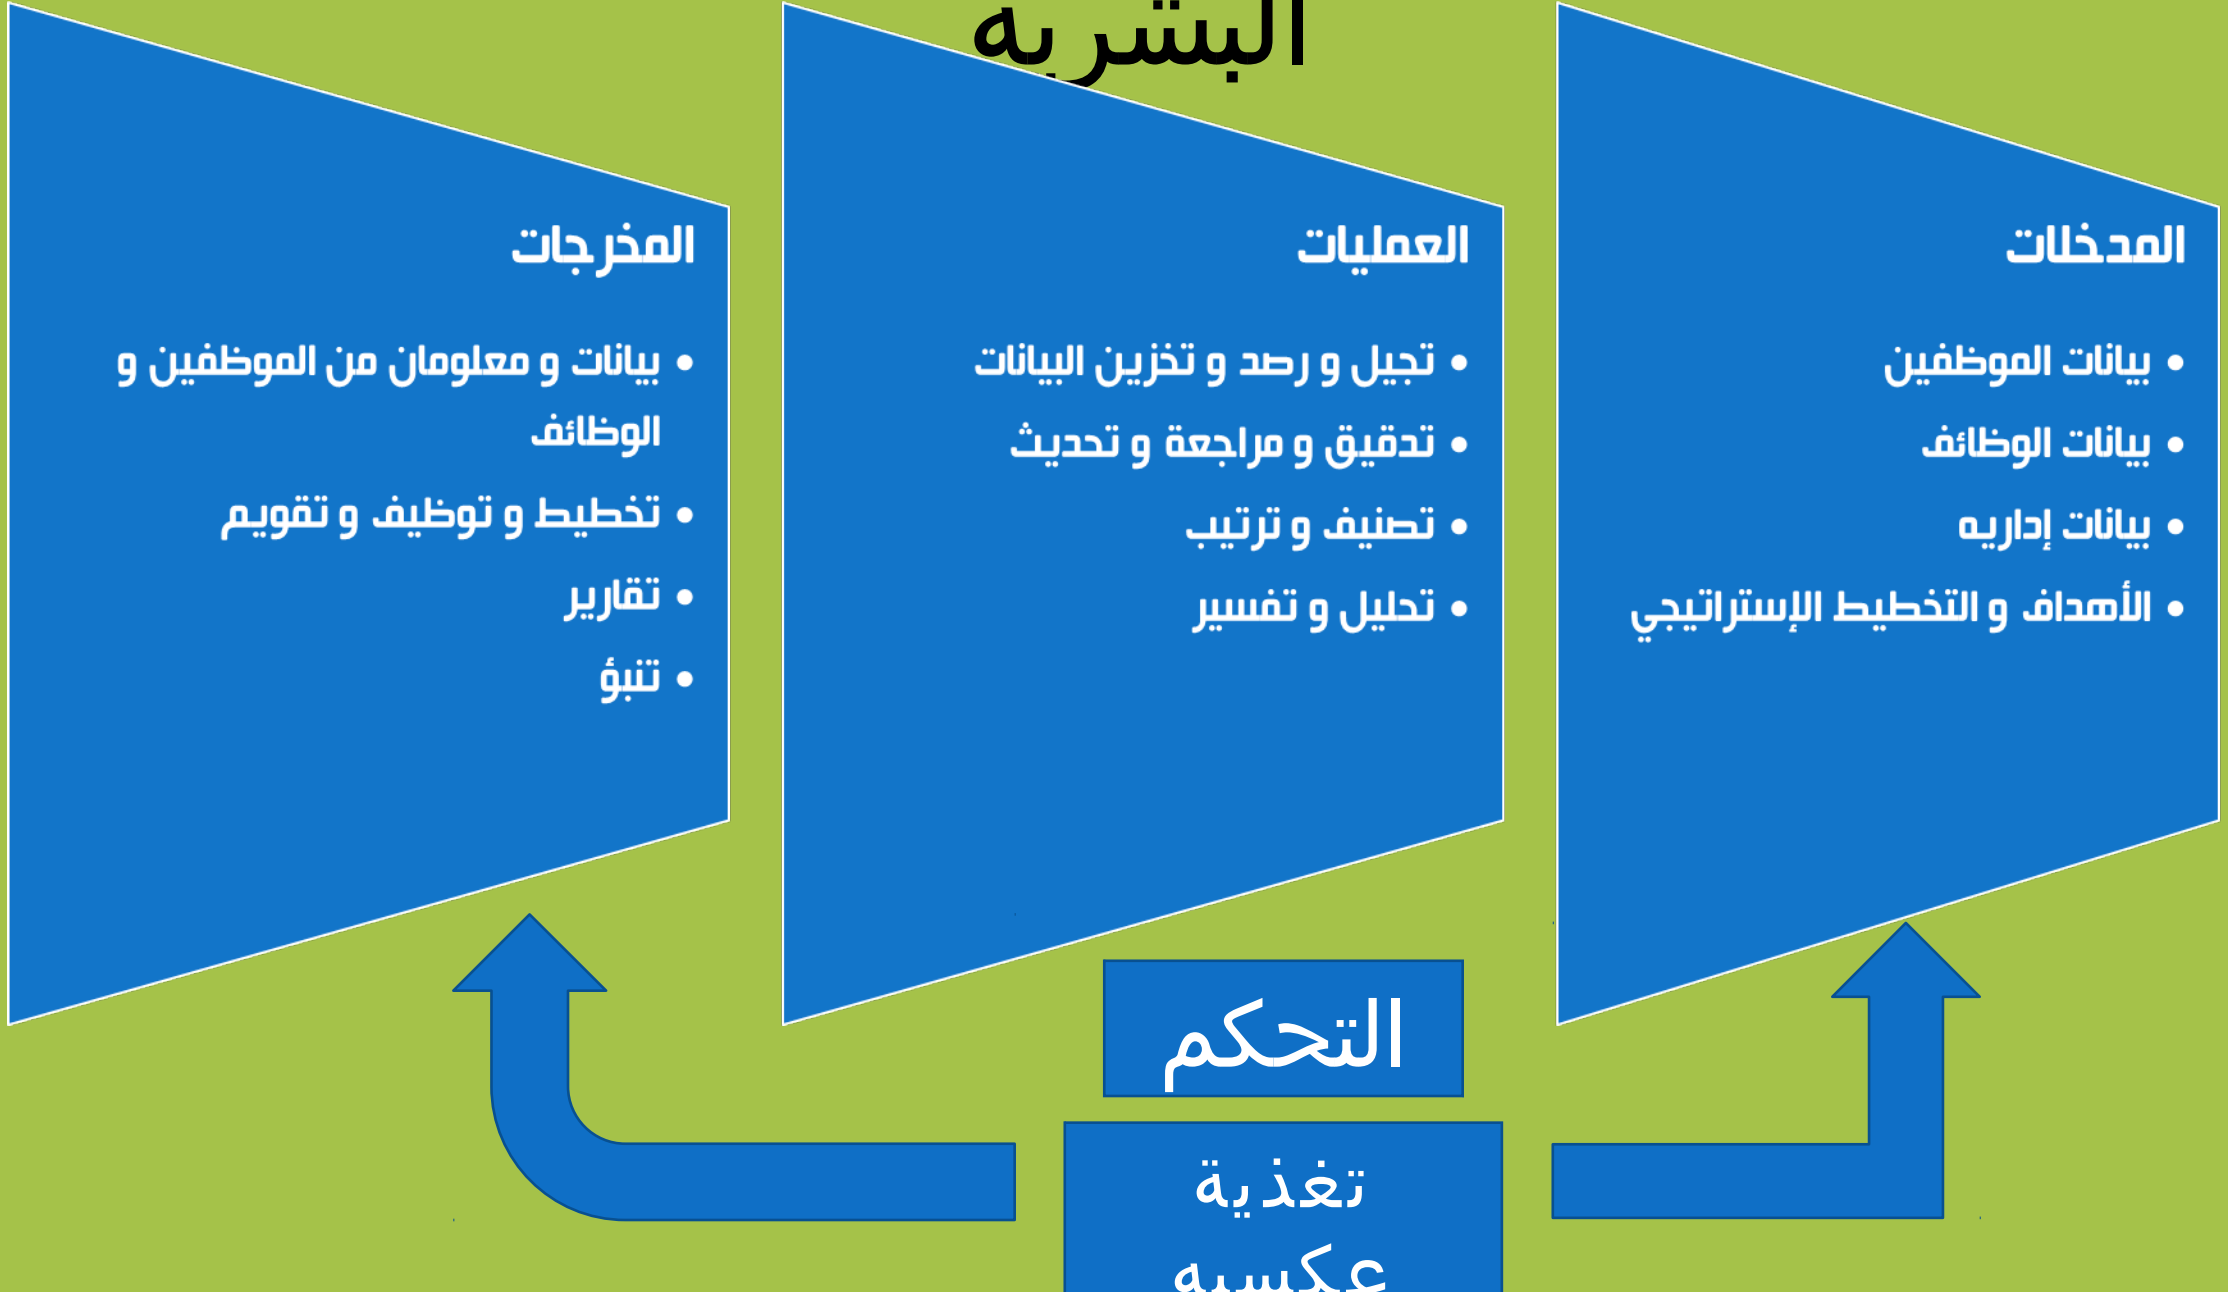 البشريه
المدخلات
• بيانات الموظفين
• بيانات الوظائف
• بيانات إداريه
• الأهداف و التخطيط الإستراتيجي
العمليات
• تجيل و رصد و تخزين البيانات
• تدقيق و مراجعة و تحديث
• تصنيف و ترتيب
• تحليل و تفسير
المخرجات
• بيانات و معلومان من الموظفين و
الوظائف
• تخطيط و توظيف و تقويم
• تقارير
• تنبؤ
التحكم
تغذية
عكسيه